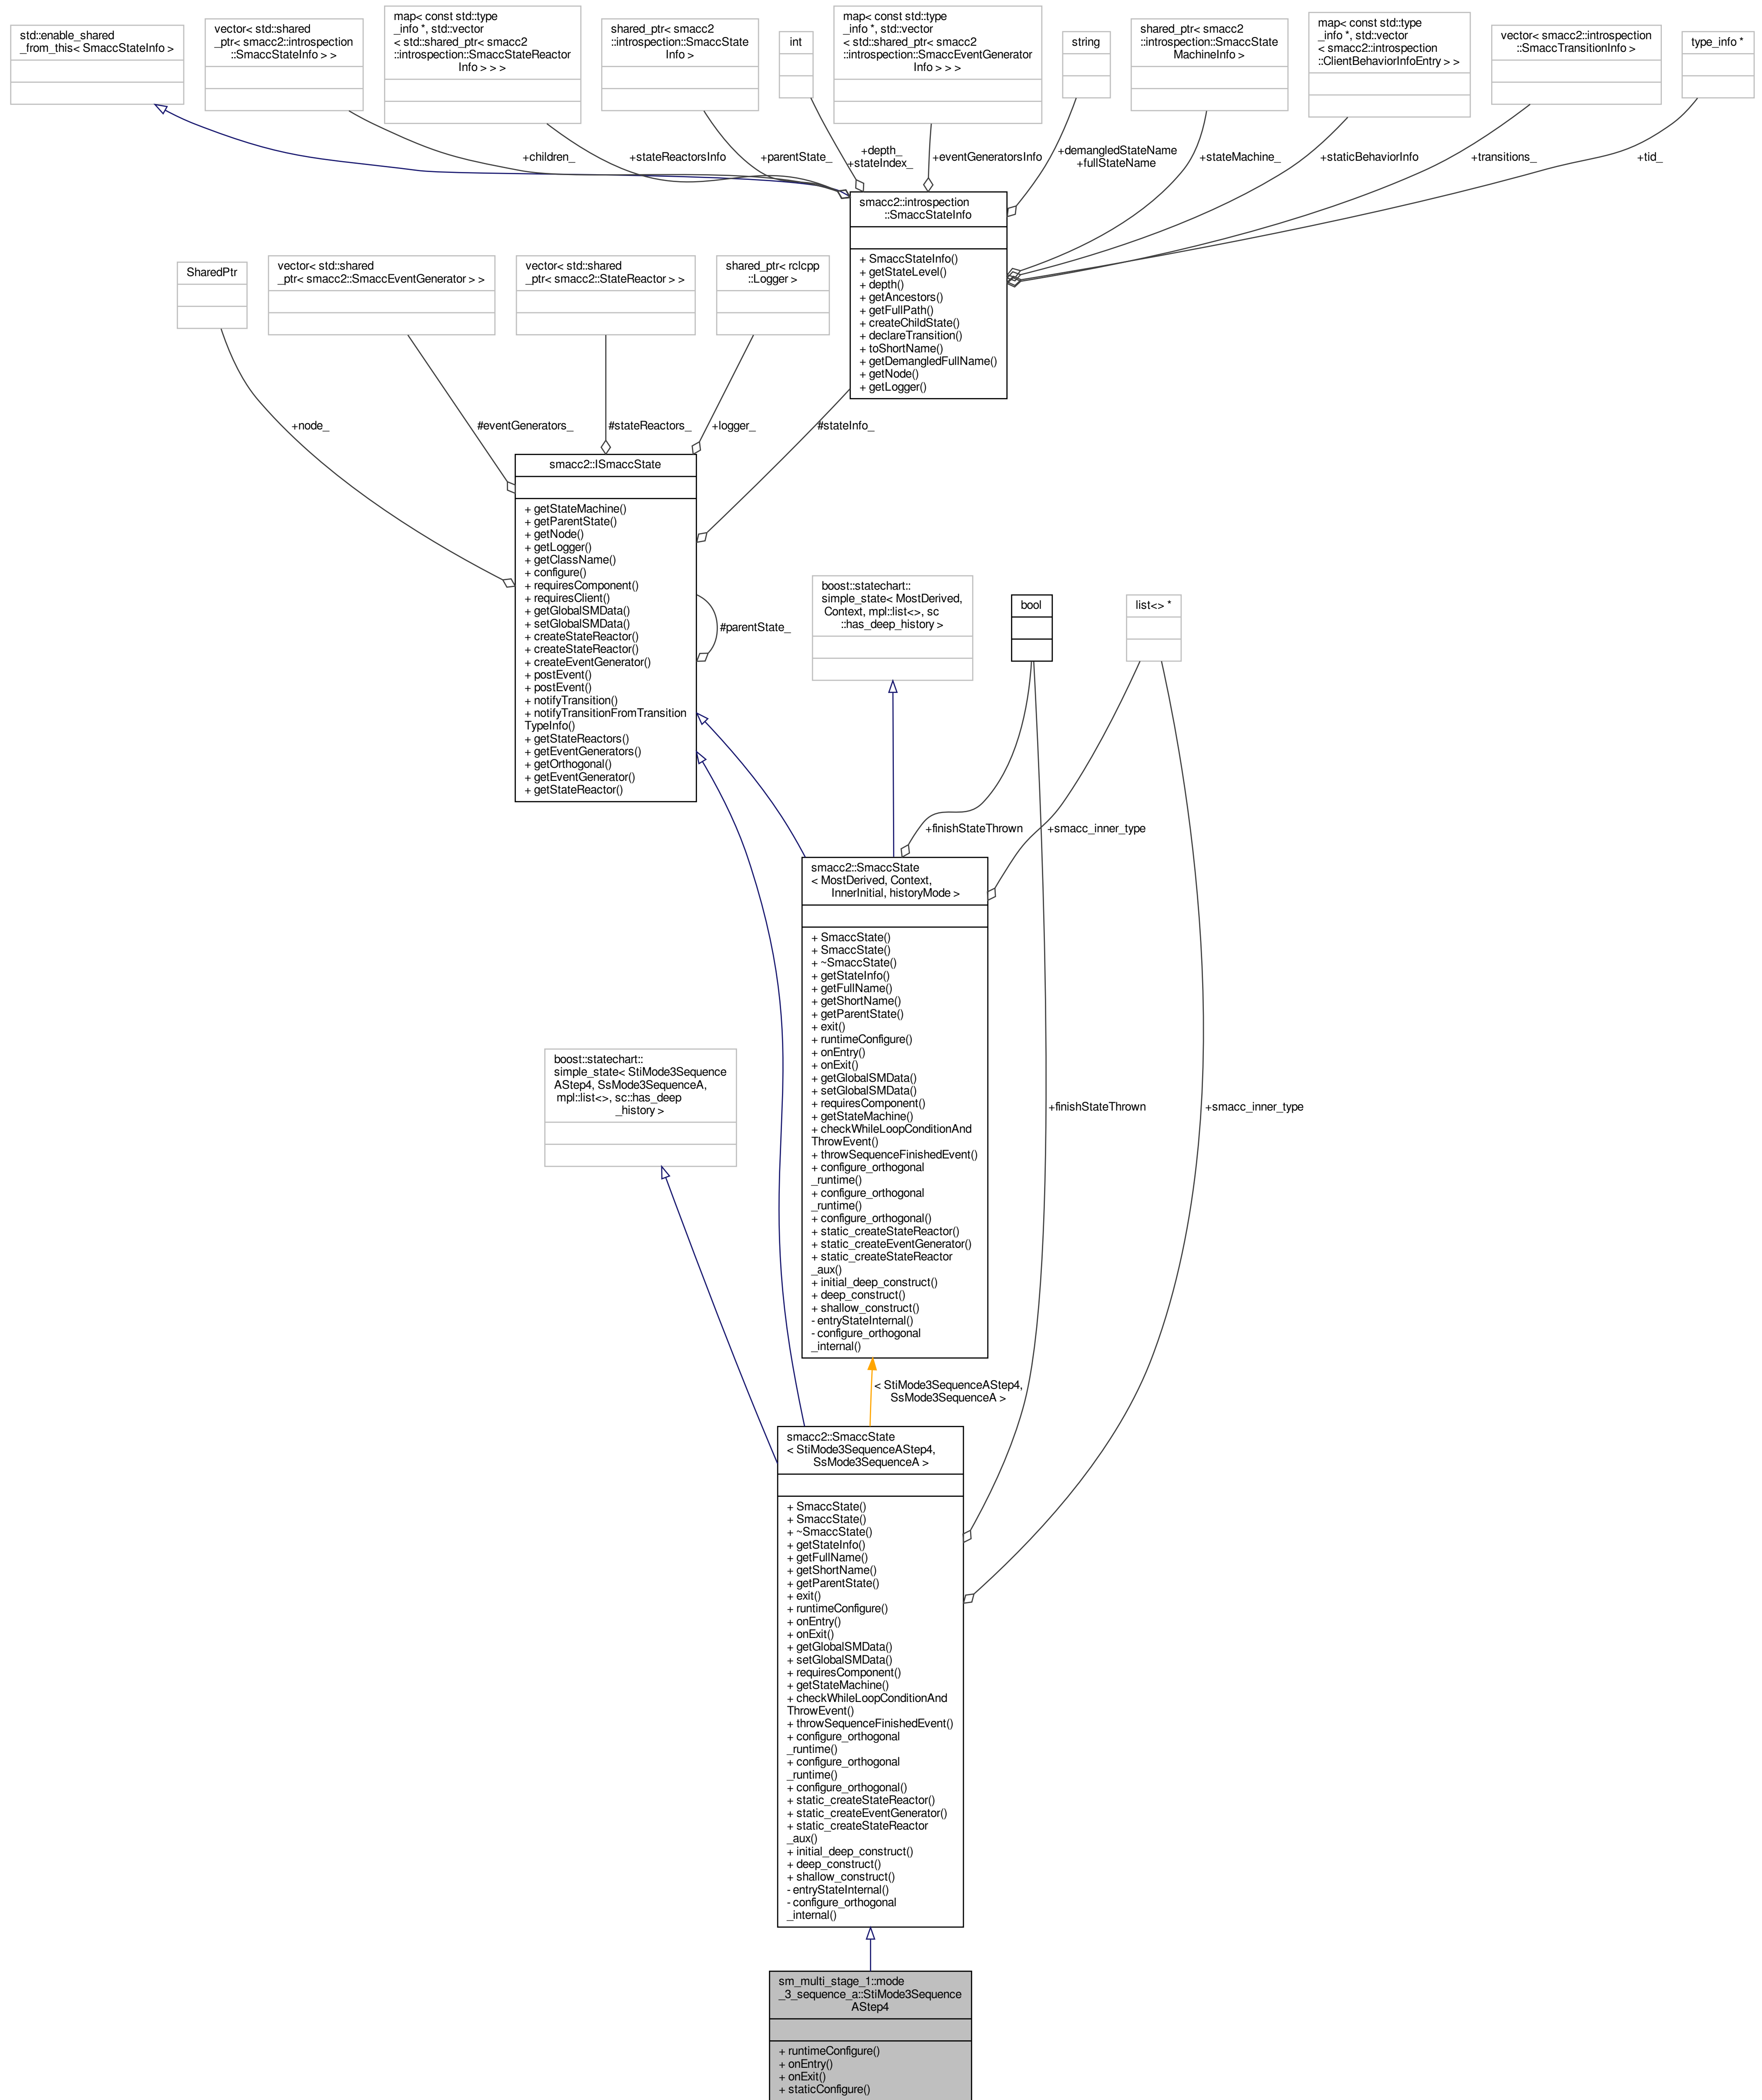 std::enable_shared
_from_this< SmaccStateInfo >
vector< std::shared
_ptr< smacc2::introspection
::SmaccStateInfo > >
map< const std::type
_info *, std::vector
< std::shared_ptr< smacc2
::introspection::SmaccStateReactor
Info > > >
shared_ptr< smacc2
::introspection::SmaccState
Info >
int
map< const std::type
_info *, std::vector
< std::shared_ptr< smacc2
::introspection::SmaccEventGenerator
Info > > >
string
shared_ptr< smacc2
::introspection::SmaccState
MachineInfo >
map< const std::type
_info *, std::vector
< smacc2::introspection
::ClientBehaviorInfoEntry > >
vector< smacc2::introspection
::SmaccTransitionInfo >
type_info *
+children_
+stateReactorsInfo
+parentState_
+depth_
+stateIndex_
+eventGeneratorsInfo
+demangledStateName
+fullStateName
+stateMachine_
+staticBehaviorInfo
+transitions_
+tid_
smacc2::introspection
::SmaccStateInfo
+ SmaccStateInfo()
+ getStateLevel()
+ depth()
+ getAncestors()
+ getFullPath()
+ createChildState()
+ declareTransition()
+ toShortName()
+ getDemangledFullName()
+ getNode()
+ getLogger()
SharedPtr
vector< std::shared
_ptr< smacc2::SmaccEventGenerator > >
vector< std::shared
_ptr< smacc2::StateReactor > >
shared_ptr< rclcpp
::Logger >
+node_
#eventGenerators_
#stateReactors_
+logger_
#stateInfo_
smacc2::ISmaccState
+ getStateMachine()
+ getParentState()
+ getNode()
+ getLogger()
+ getClassName()
+ configure()
+ requiresComponent()
+ requiresClient()
+ getGlobalSMData()
+ setGlobalSMData()
+ createStateReactor()
+ createStateReactor()
+ createEventGenerator()
+ postEvent()
+ postEvent()
+ notifyTransition()
+ notifyTransitionFromTransition
TypeInfo()
+ getStateReactors()
+ getEventGenerators()
+ getOrthogonal()
+ getEventGenerator()
+ getStateReactor()
#parentState_
boost::statechart::
simple_state< MostDerived,
Context, mpl::list<>, sc
::has_deep_history >
bool
list<> *
+finishStateThrown
+smacc_inner_type
smacc2::SmaccState
< MostDerived, Context,
InnerInitial, historyMode >
+ SmaccState()
+ SmaccState()
+ ~SmaccState()
+ getStateInfo()
+ getFullName()
+ getShortName()
+ getParentState()
+ exit()
+ runtimeConfigure()
+ onEntry()
+ onExit()
+ getGlobalSMData()
+ setGlobalSMData()
+ requiresComponent()
+ getStateMachine()
+ checkWhileLoopConditionAnd
ThrowEvent()
+ throwSequenceFinishedEvent()
+ configure_orthogonal
_runtime()
+ configure_orthogonal
_runtime()
+ configure_orthogonal()
+ static_createStateReactor()
+ static_createEventGenerator()
+ static_createStateReactor
_aux()
+ initial_deep_construct()
+ deep_construct()
+ shallow_construct()
- entryStateInternal()
- configure_orthogonal
_internal()
boost::statechart::
simple_state< StiMode3Sequence
AStep4, SsMode3SequenceA,
mpl::list<>, sc::has_deep
_history >
+finishStateThrown
+smacc_inner_type
< StiMode3SequenceAStep4,
SsMode3SequenceA >
smacc2::SmaccState
< StiMode3SequenceAStep4,
SsMode3SequenceA >
+ SmaccState()
+ SmaccState()
+ ~SmaccState()
+ getStateInfo()
+ getFullName()
+ getShortName()
+ getParentState()
+ exit()
+ runtimeConfigure()
+ onEntry()
+ onExit()
+ getGlobalSMData()
+ setGlobalSMData()
+ requiresComponent()
+ getStateMachine()
+ checkWhileLoopConditionAnd
ThrowEvent()
+ throwSequenceFinishedEvent()
+ configure_orthogonal
_runtime()
+ configure_orthogonal
_runtime()
+ configure_orthogonal()
+ static_createStateReactor()
+ static_createEventGenerator()
+ static_createStateReactor
_aux()
+ initial_deep_construct()
+ deep_construct()
+ shallow_construct()
- entryStateInternal()
- configure_orthogonal
_internal()
sm_multi_stage_1::mode
_3_sequence_a::StiMode3Sequence
AStep4
+ runtimeConfigure()
+ onEntry()
+ onExit()
+ staticConfigure()